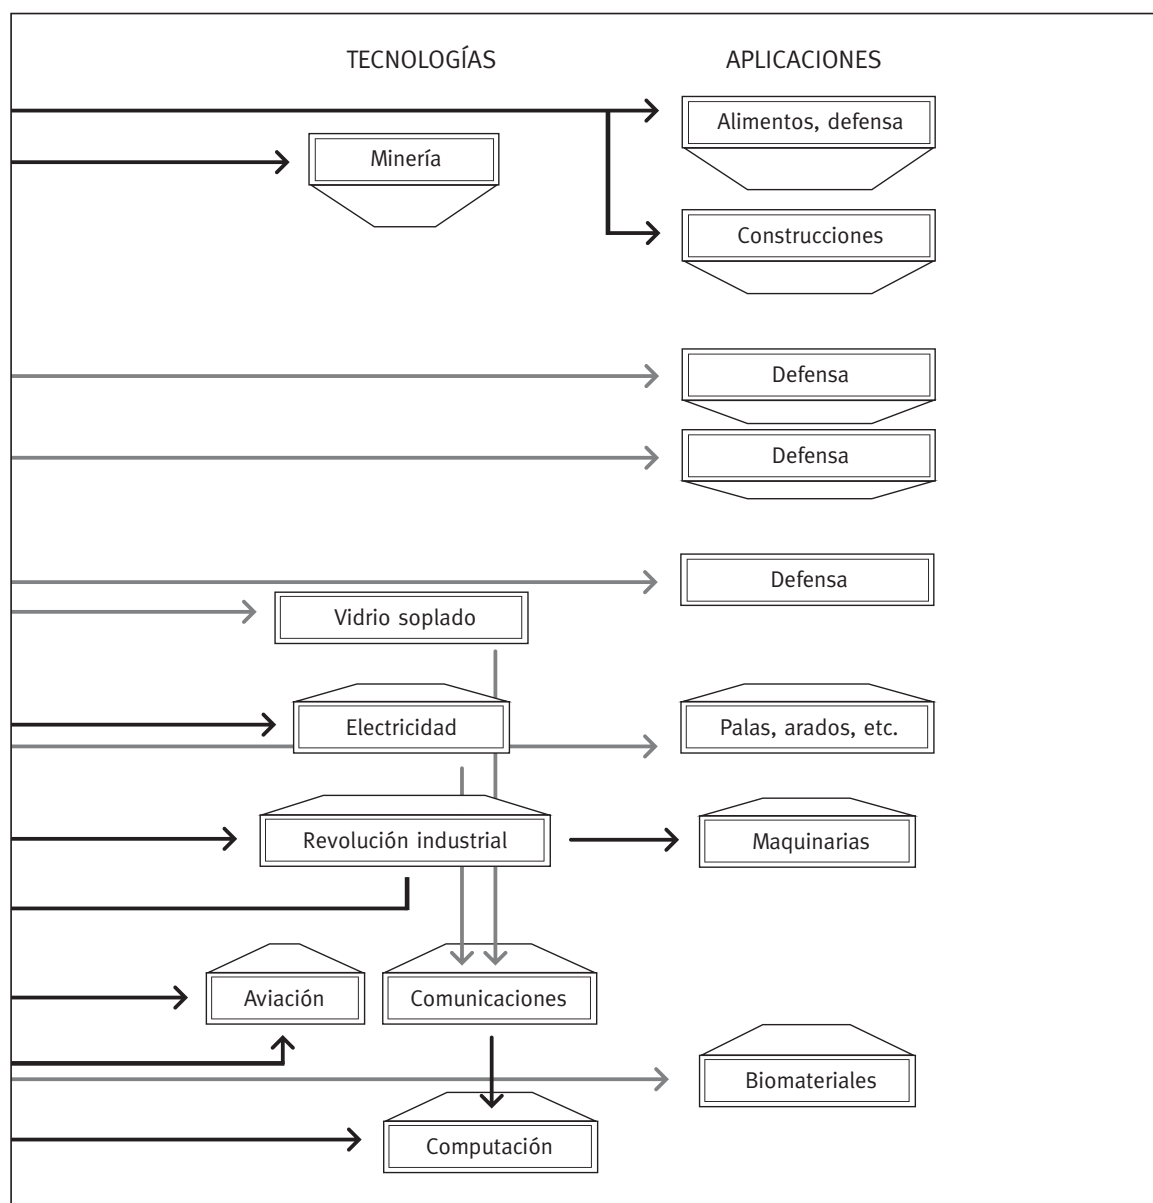 TECNOLOGÍAS
APLICACIONES
Alimentos, defensa
Minería
Construcciones
Defensa
Defensa
Defensa
Vidrio soplado
Electricidad
Palas, arados, etc.
Revolución industrial
Maquinarias
Aviación
Comunicaciones
Biomateriales
Computación